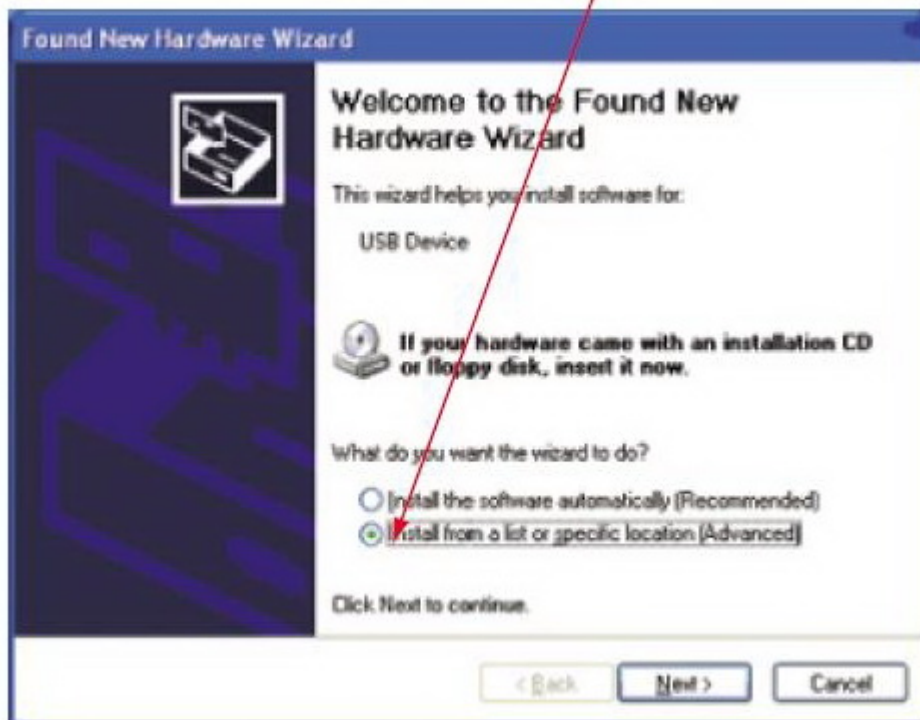 Found New Hardware Wizard
Welcome to the Found New
Hardware Wizard
This wizard helps you install software for:
USB Device
If your hardware came with an installation CD
or floppy disk, insert it now.
What do you want the wizard to do?
Install the software automatically (Recommended)
Install from a list or specific location (Advanced)
Click Next to continue.
< Back
Next >
Cancel